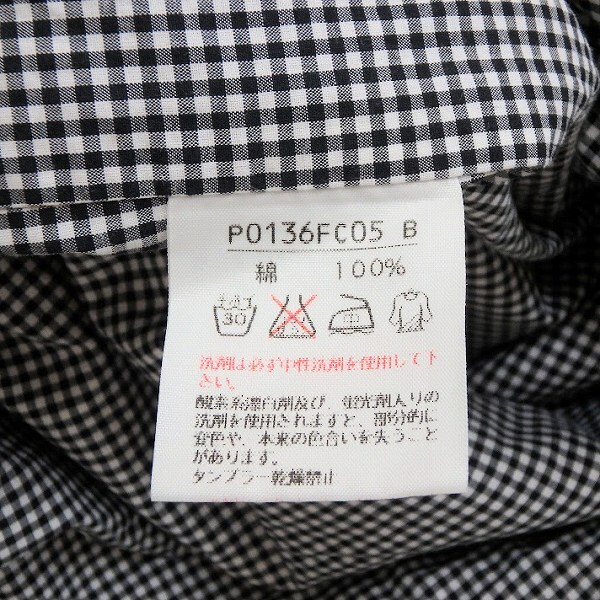 P0136FC05 B
綿 100%
30
洗剤は必ず中性洗剤を使用して下
さい。
酸素系漂白剤及び、蛍光剤入りの
洗剤を使用されますと、部分的に
変色や、本来の色合いを失うこと
があります。
タンブラー乾燥禁止